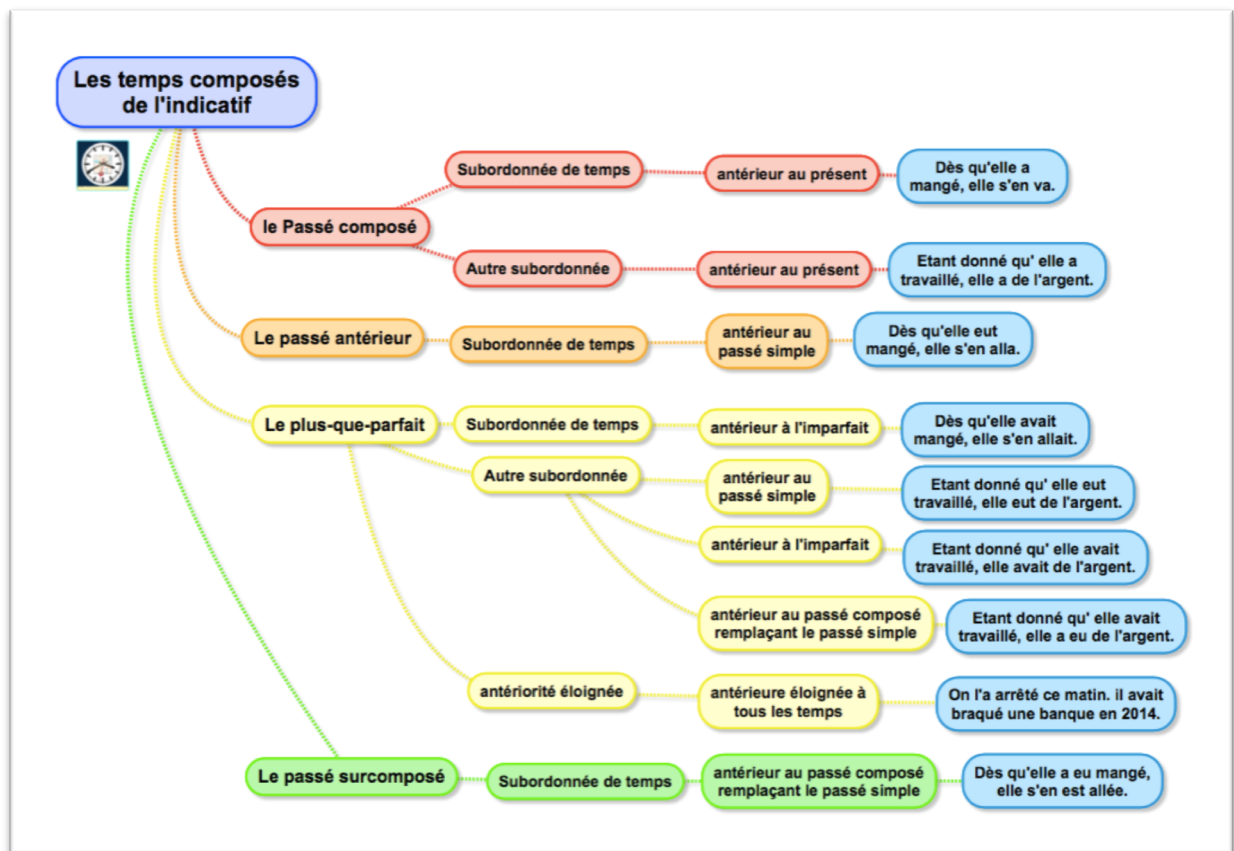 Les temps composés
de l'indicatif
le Passé composé
Subordonnée de temps
antérieur au présent
Dès qu'elle a
mangé, elle s'en va.
Autre subordonnée
antérieur au présent
Etant donné qu' elle a
travaillé, elle a de l'argent.
Le passé antérieur
Subordonnée de temps
antérieur au
passé simple
Dès qu'elle eut
mangé, elle s'en alla.
Le plus-que-parfait
Subordonnée de temps
antérieur à l'imparfait
Dès qu'elle avait
mangé, elle s'en allait.
Autre subordonnée
antérieur au
passé simple
Etant donné qu' elle eut
travaillé, elle eut de l'argent.
antérieur à l'imparfait
Etant donné qu' elle avait
travaillé, elle avait de l'argent.
antérieur au passé composé
remplaçant le passé simple
Etant donné qu' elle avait
travaillé, elle a eu de l'argent.
antériorité éloignée
antérieure éloignée à
tous les temps
On l'a arrêté ce matin. il avait
braqué une banque en 2014.
Le passé surcomposé
Subordonnée de temps
antérieur au passé composé
remplaçant le passé simple
Dès qu'elle a eu mangé,
elle s'en est allée.